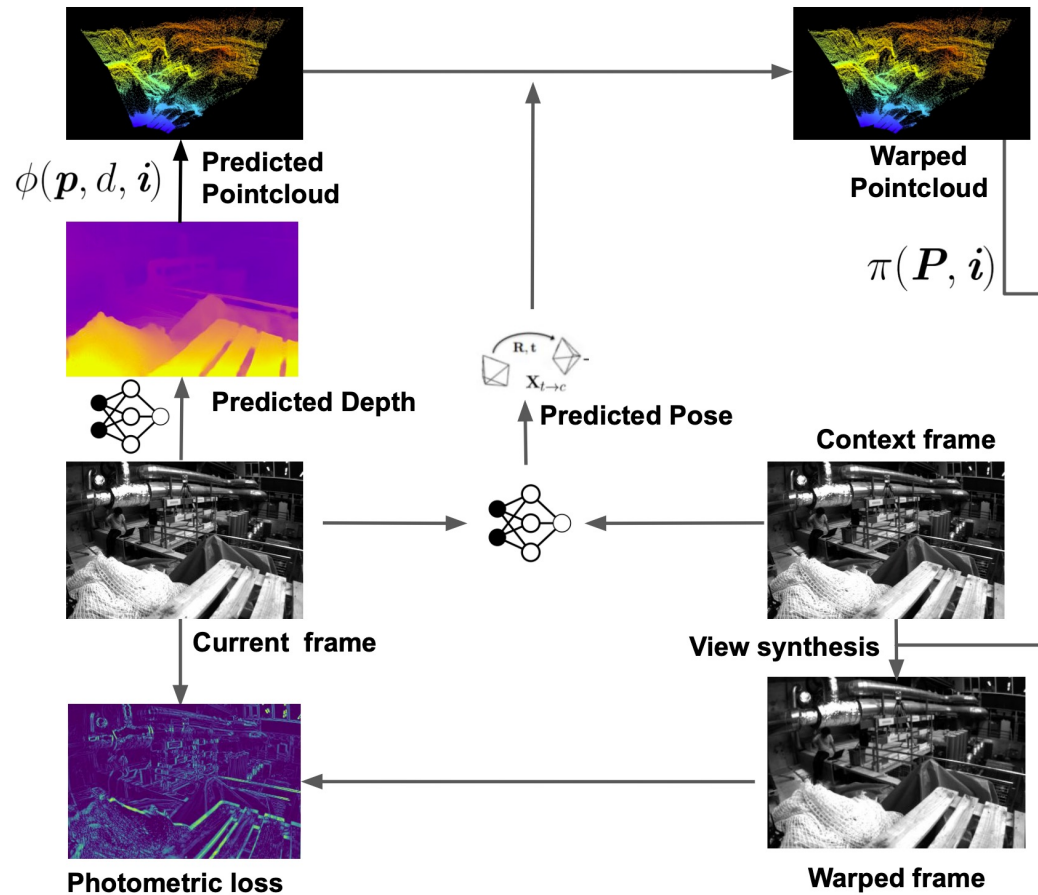 Predicted
Pointcloud
ϕ(p, d, i)
Warped
Pointcloud
π(P, i)
R, t
X_{t→c}
Predicted Depth
Predicted Pose
Context frame
Current frame
View synthesis
Photometric loss
Warped frame